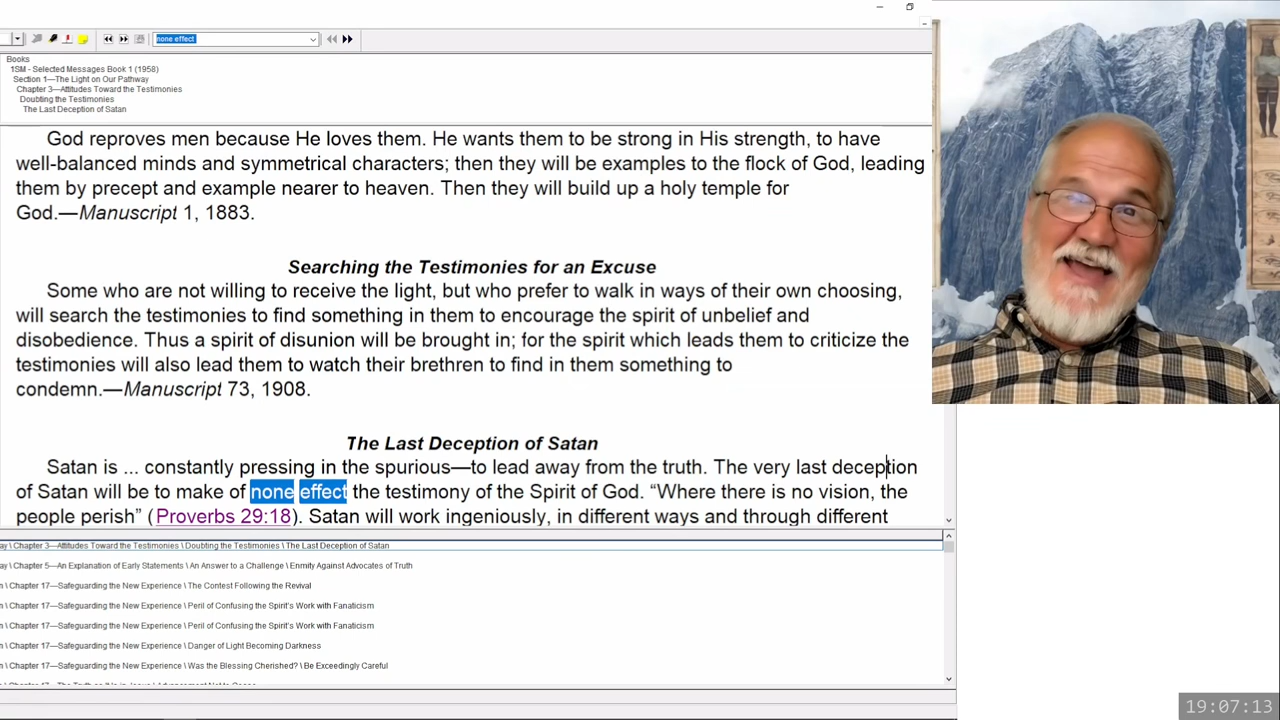 none effect
Books
1SM - Selected Messages Book 1 (1958)
Section 1—The Light on Our Pathway
Chapter 3—Attitudes Toward the Testimonies
Doubting the Testimonies
The Last Deception of Satan
God reproves men because He loves them. He wants them to be strong in His strength, to have
well-balanced minds and symmetrical characters; then they will be examples to the flock of God, leading
them by precept and example nearer to heaven. Then they will build up a holy temple for
God.—Manuscript 1, 1883.
Searching the Testimonies for an Excuse
Some who are not willing to receive the light, but who prefer to walk in ways of their own choosing,
will search the testimonies to find something in them to encourage the spirit of unbelief and
disobedience. Thus a spirit of disunion will be brought in; for the spirit which leads them to criticize the
testimonies will also lead them to watch their brethren to find in them something to
condemn.—Manuscript 73, 1908.
The Last Deception of Satan
Satan is ... constantly pressing in the spurious—to lead away from the truth. The very last deception
of Satan will be to make of none effect the testimony of the Spirit of God. “Where there is no vision, the
people perish” (Proverbs 29:18). Satan will work ingeniously, in different ways and through different
ay \ Chapter 3—Attitudes Toward the Testimonies \ Doubting the Testimonies \ The Last Deception of Satan
ay \ Chapter 5—An Explanation of Early Statements \ An Answer to a Challenge \ Enmity Against Advocates of Truth
n \ Chapter 17—Safeguarding the New Experience \ The Contest Following the Revival
n \ Chapter 17—Safeguarding the New Experience \ Peril of Confusing the Spirit's Work with Fanaticism
n \ Chapter 17—Safeguarding the New Experience \ Peril of Confusing the Spirit's Work with Fanaticism
n \ Chapter 17—Safeguarding the New Experience \ Danger of Light Becoming Darkness
n \ Chapter 17—Safeguarding the New Experience \ Was the Blessing Cherished? \ Be Exceedingly Careful
19:07:13